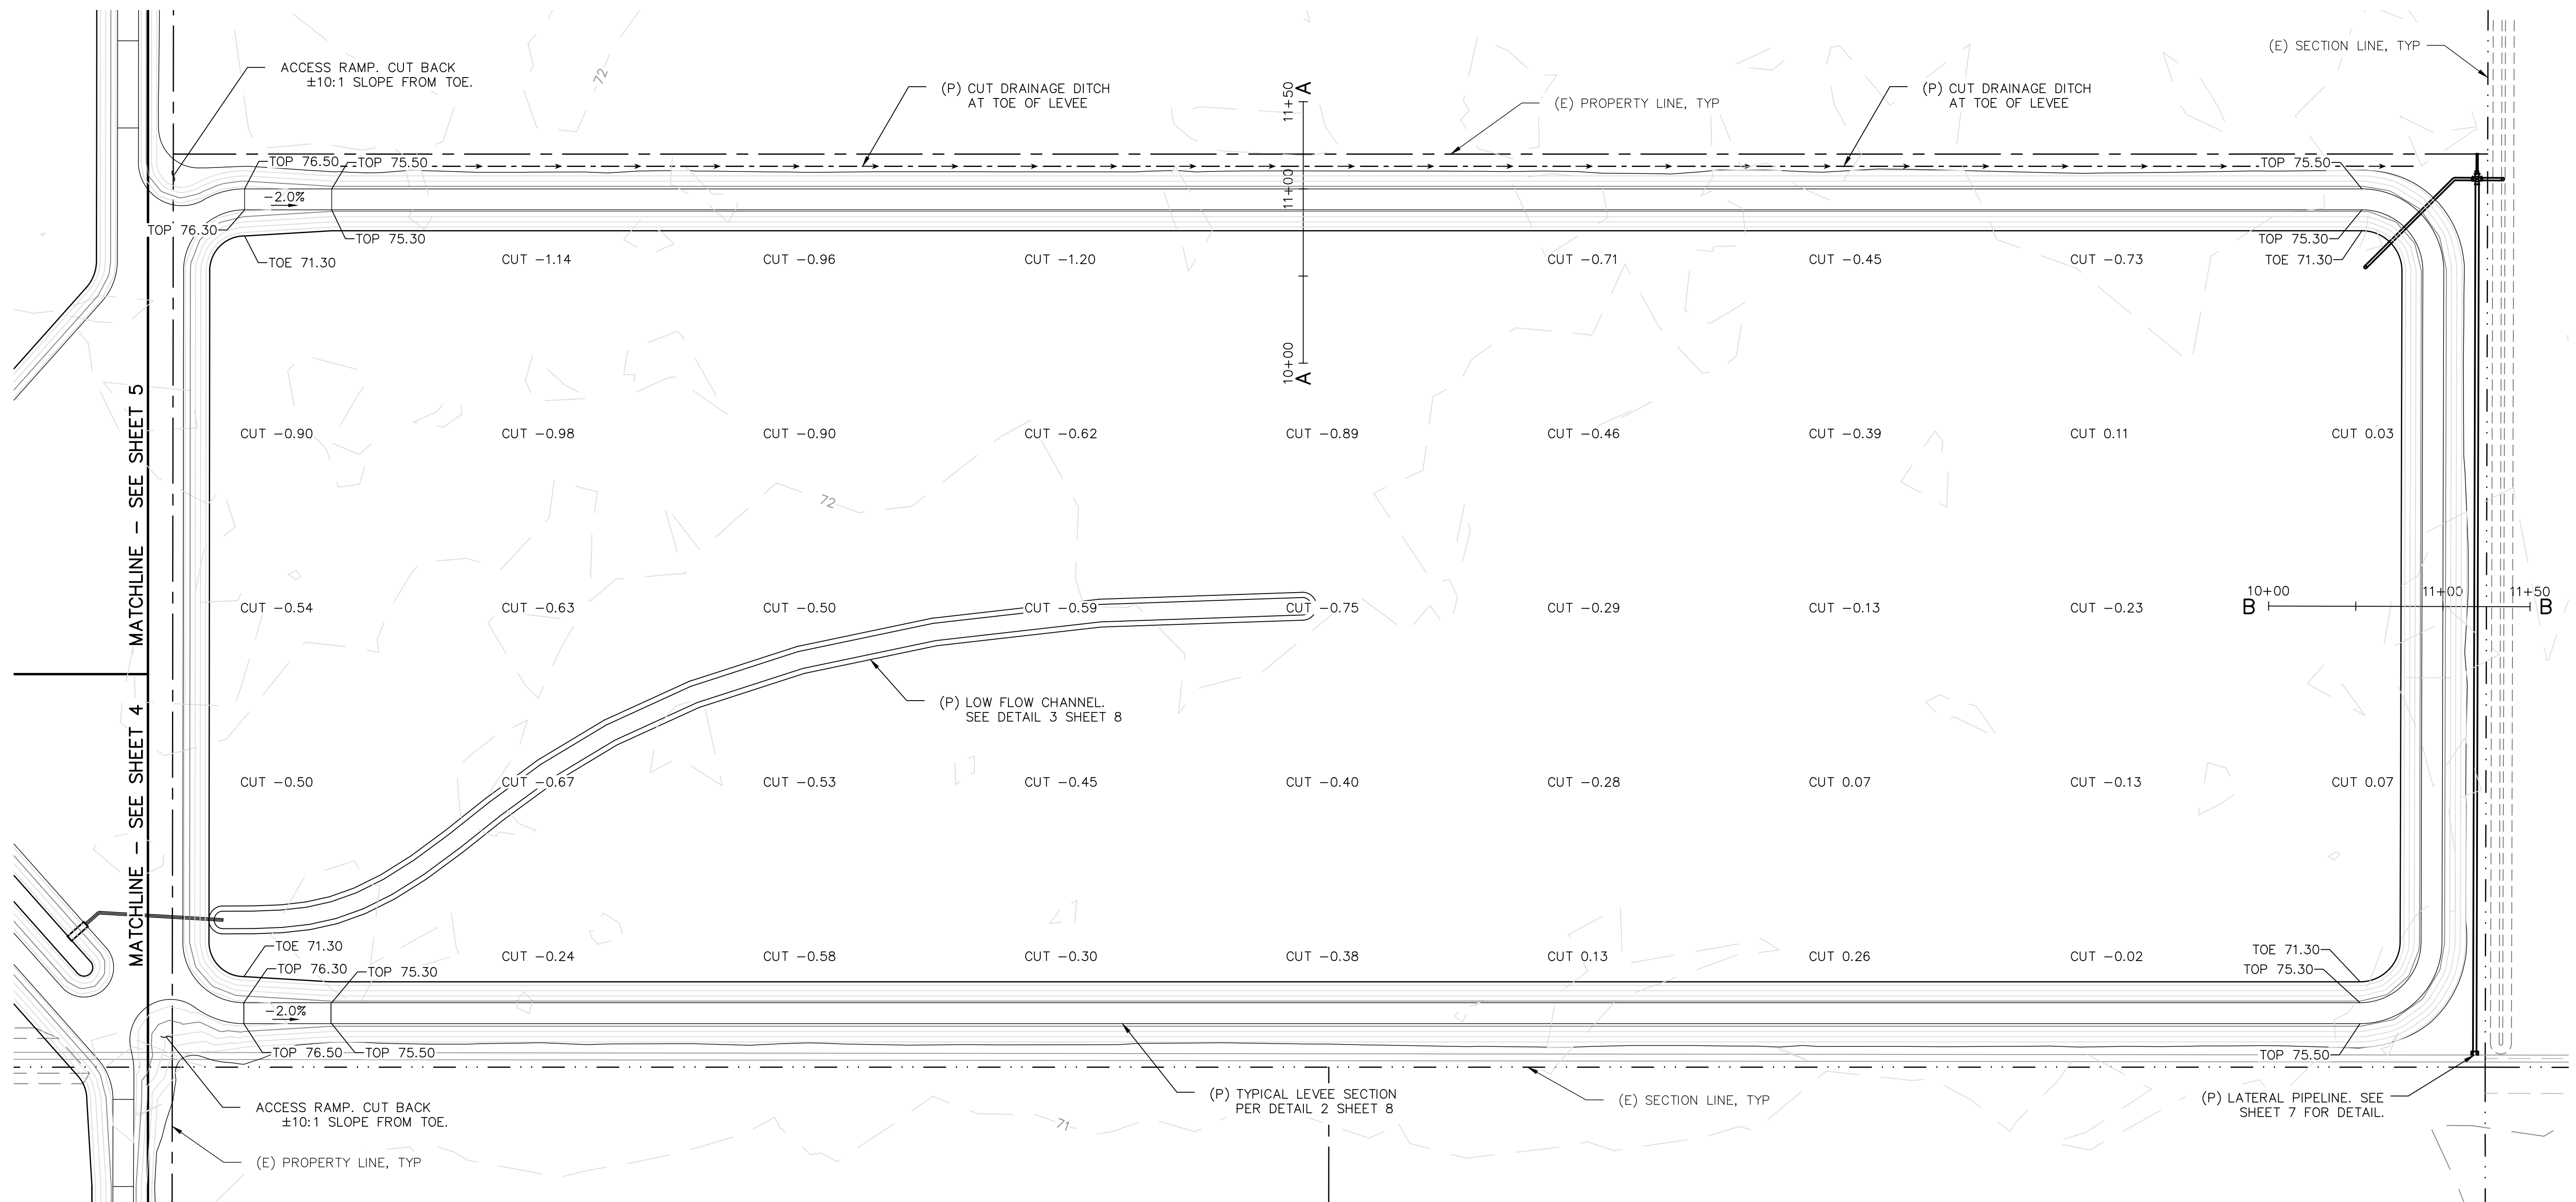 (E) SECTION LINE, TYP
ACCESS RAMP. CUT BACK
±10:1 SLOPE FROM TOE.
72
(P) CUT DRAINAGE DITCH
AT TOE OF LEVEE
11+50
A
(E) PROPERTY LINE, TYP
(P) CUT DRAINAGE DITCH
AT TOE OF LEVEE
TOP 76.50
TOP 75.50
TOP 75.50
-2.0%
11+00
TOP 76.30
TOP 75.30
TOP 75.30
TOE 71.30
TOE 71.30
CUT -1.14
CUT -0.96
CUT -1.20
CUT -0.71
CUT -0.45
CUT -0.73
10+00
A
MATCHLINE - SEE SHEET 5
CUT -0.90
CUT -0.98
CUT -0.90
CUT -0.62
CUT -0.89
CUT -0.46
CUT -0.39
CUT 0.11
CUT 0.03
72
CUT -0.54
CUT -0.63
CUT -0.50
CUT -0.59
CUT -0.75
CUT -0.29
CUT -0.13
CUT -0.23
10+00
11+00
11+50
B
B
(P) LOW FLOW CHANNEL.
SEE DETAIL 3 SHEET 8
MATCHLINE - SEE SHEET 4
CUT -0.50
CUT -0.67
CUT -0.53
CUT -0.45
CUT -0.40
CUT -0.28
CUT 0.07
CUT -0.13
CUT 0.07
TOE 71.30
CUT -0.24
CUT -0.58
CUT -0.30
CUT -0.38
CUT 0.13
CUT 0.26
CUT -0.02
TOE 71.30
TOP 76.30
TOP 75.30
TOP 75.30
-2.0%
TOP 76.50
TOP 75.50
TOP 75.50
(P) TYPICAL LEVEE SECTION
PER DETAIL 2 SHEET 8
(E) SECTION LINE, TYP
(P) LATERAL PIPELINE. SEE
SHEET 7 FOR DETAIL.
ACCESS RAMP. CUT BACK
±10:1 SLOPE FROM TOE.
71
(E) PROPERTY LINE, TYP